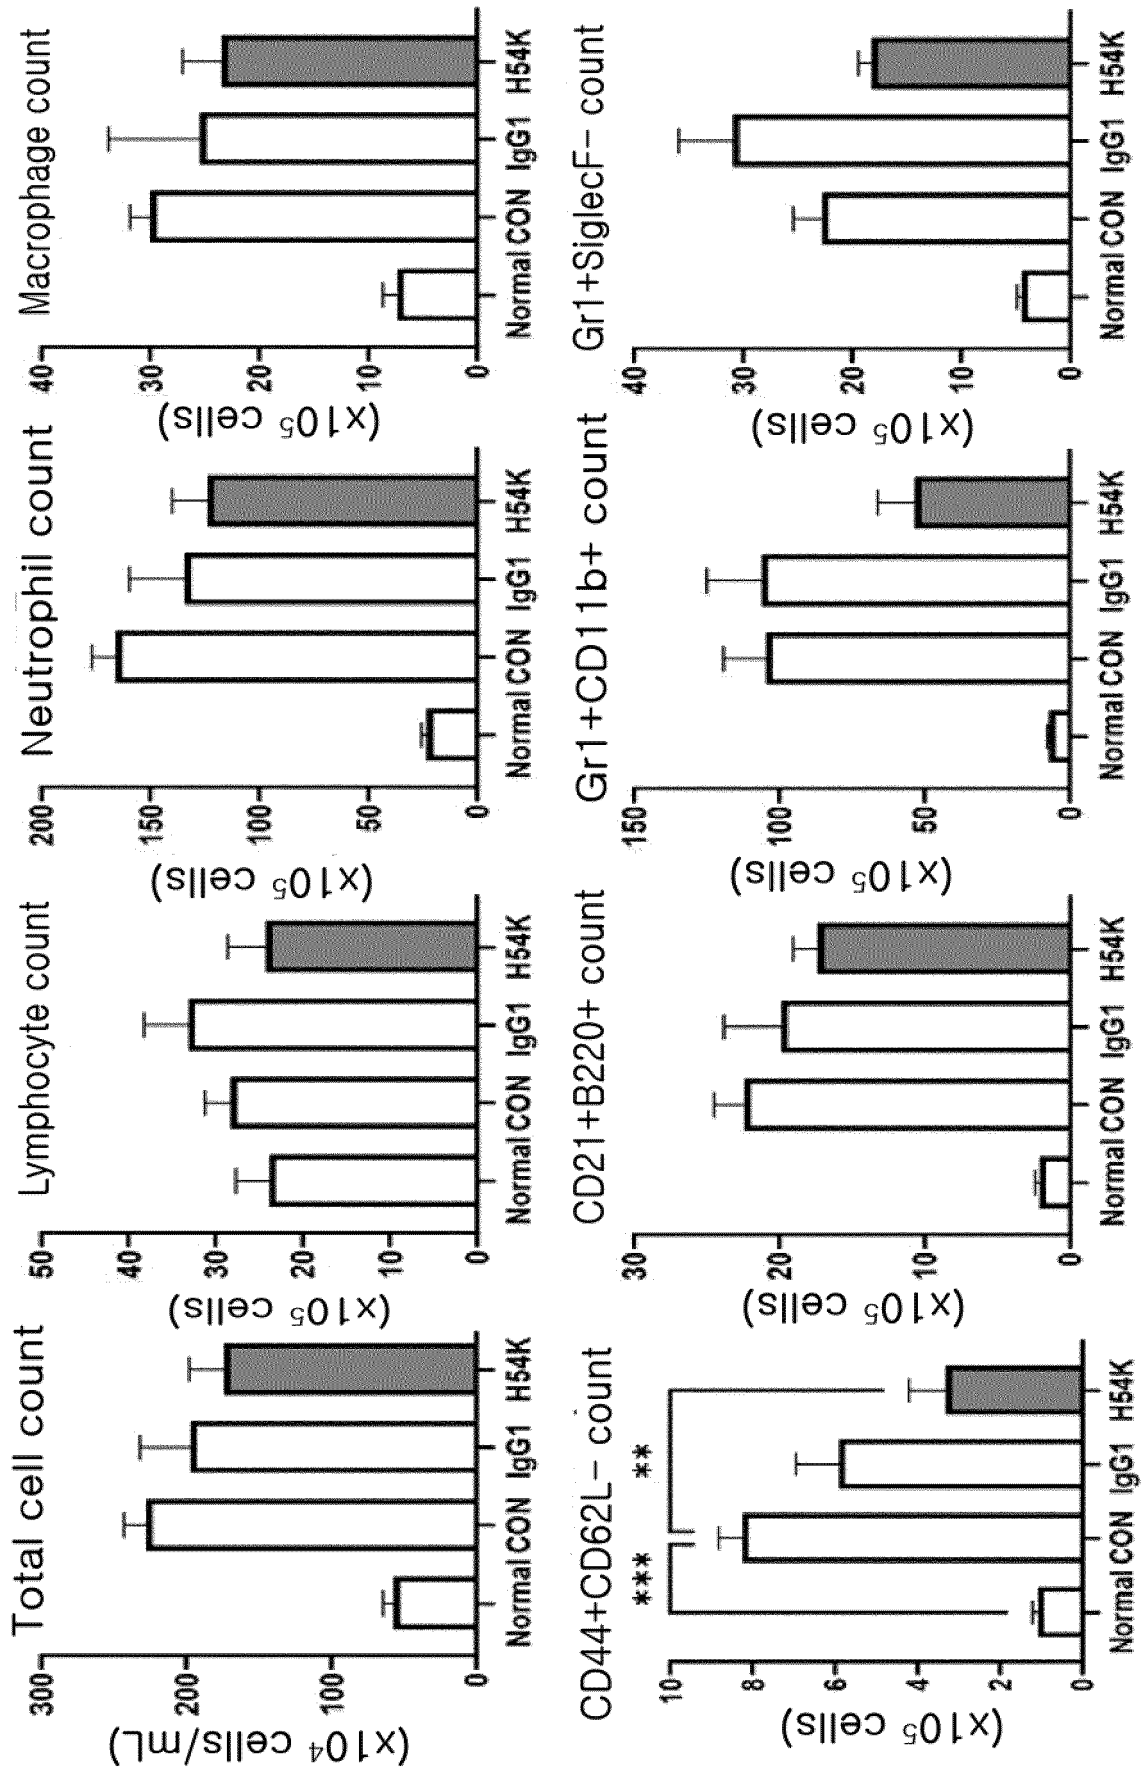 Total cell count
(x10⁴ cells/mL)
300
200
100
0
Normal CON IgG1 H54K
Lymphocyte count
(x10⁵ cells)
50
40
30
20
10
0
Normal CON IgG1 H54K
Neutrophil count
(x10⁵ cells)
200
150
100
50
0
Normal CON IgG1 H54K
Macrophage count
(x10⁵ cells)
40
30
20
10
0
Normal CON IgG1 H54K
CD44+CD62L− count
(x10⁵ cells)
10
8
6
4
2
0
*** **
Normal CON IgG1 H54K
CD21+B220+ count
(x10⁵ cells)
30
20
10
0
Normal CON IgG1 H54K
Gr1+CD11b+ count
(x10⁵ cells)
150
100
50
0
Normal CON IgG1 H54K
Gr1+SiglecF− count
(x10⁵ cells)
40
30
20
10
0
Normal CON IgG1 H54K